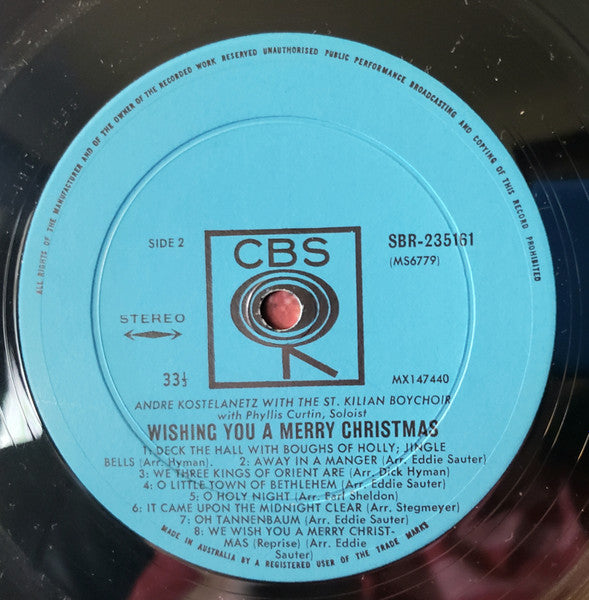 ALL RIGHTS OF THE MANUFACTURER AND OF THE OWNER OF THE RECORDED WORK RESERVED UNAUTHORISED PUBLIC PERFORMANCE BROADCASTING AND COPYING OF THIS RECORD PROHIBITED
SIDE 2
CBS
SBR-235161
(MS6779)
STEREO
33⅓
MX147440
ANDRE KOSTELANETZ WITH THE ST. KILIAN BOYCHOIR
with Phyllis Curtin, Soloist
WISHING YOU A MERRY CHRISTMAS
1: DECK THE HALL WITH BOUGHS OF HOLLY; JINGLE
BELLS (Arr. Hyman). 2: AWAY IN A MANGER (Arr. Eddie Sauter)
3: WE THREE KINGS OF ORIENT ARE (Arr. Dick Hyman)
4: O LITTLE TOWN OF BETHLEHEM (Arr. Eddie Sauter)
5: O HOLY NIGHT (Arr. Earl Sheldon)
6: IT CAME UPON THE MIDNIGHT CLEAR (Arr. Stegmeyer)
7: OH TANNENBAUM (Arr. Eddie Sauter)
8: WE WISH YOU A MERRY CHRIST-
MAS (Reprise) (Arr. Eddie
Sauter)
MADE IN AUSTRALIA BY A REGISTERED USER OF THE TRADE MARKS